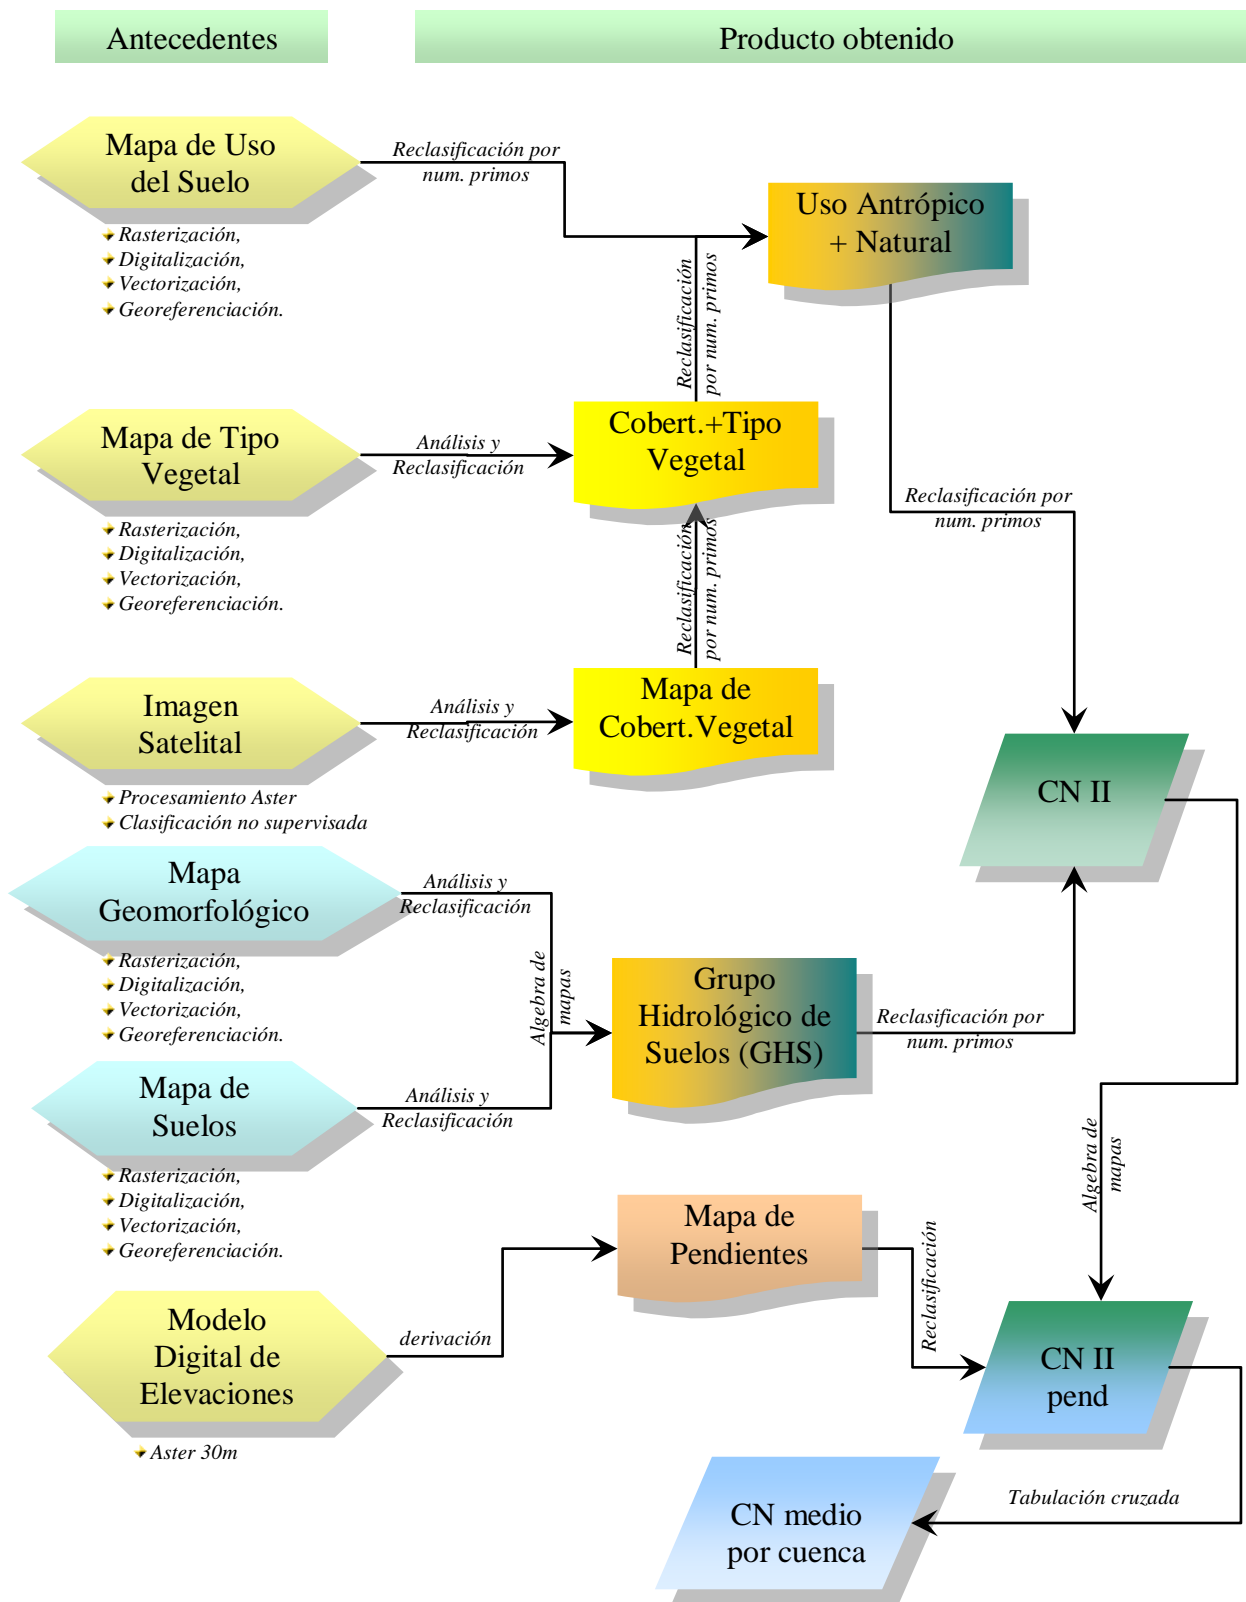 Antecedentes
Producto obtenido
Mapa de Uso
del Suelo
Rasterización,
Digitalización,
Vectorización,
Georeferenciación.
Reclasificación por
num. primos
Uso Antrópico
+ Natural
Reclasificación
por num. primos
Mapa de Tipo
Vegetal
Rasterización,
Digitalización,
Vectorización,
Georeferenciación.
Análisis y
Reclasificación
Cobert.+Tipo
Vegetal
Reclasificación por
num. primos
Reclasificación
por num. primos
Imagen
Satelital
Procesamiento Aster
Clasificación no supervisada
Análisis y
Reclasificación
Mapa de
Cobert.Vegetal
CN II
Mapa
Geomorfológico
Rasterización,
Digitalización,
Vectorización,
Georeferenciación.
Análisis y
Reclasificación
Algebra de
mapas
Grupo
Hidrológico de
Suelos (GHS)
Reclasificación por
num. primos
Mapa de
Suelos
Rasterización,
Digitalización,
Vectorización,
Georeferenciación.
Análisis y
Reclasificación
Algebra de
mapas
Mapa de
Pendientes
Reclasificación
Modelo
Digital de
Elevaciones
Aster 30m
derivación
CN II
pend
Tabulación cruzada
CN medio
por cuenca